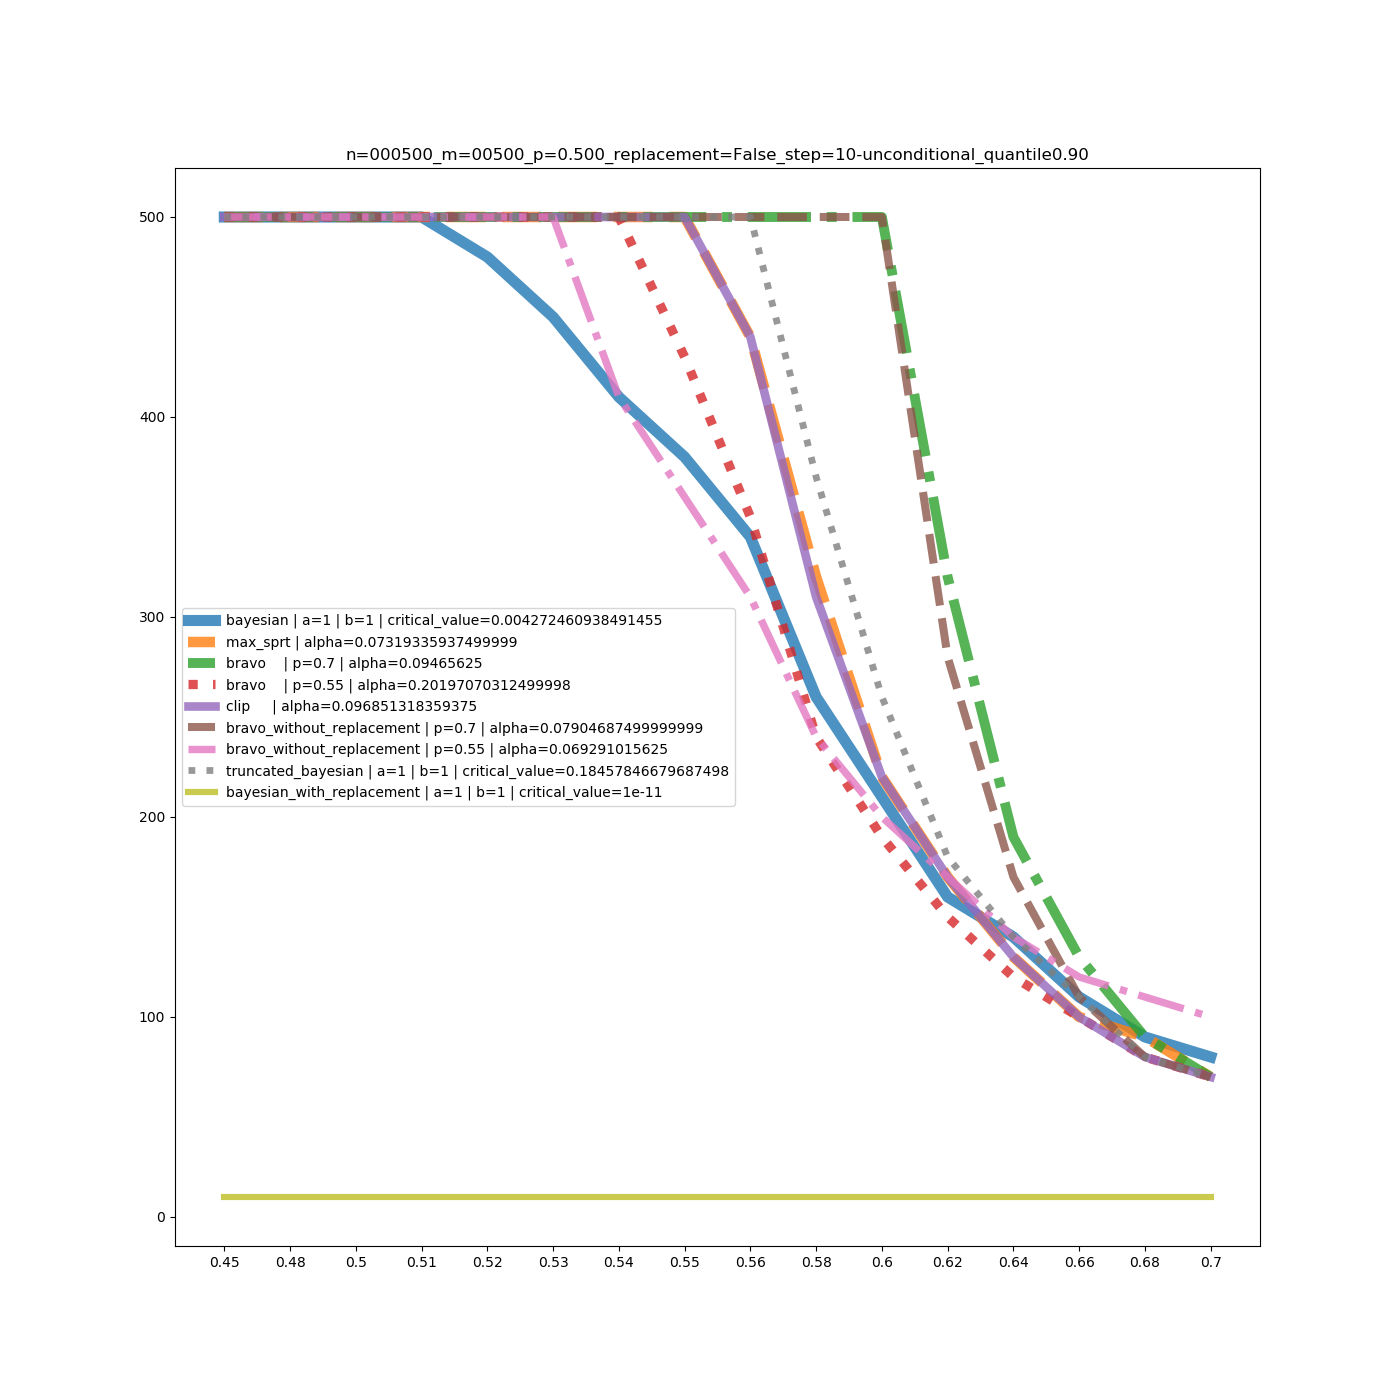 n=000500_m=00500_p=0.500_replacement=False_step=10-unconditional_quantile0.90
500
400
300
200
100
0
bayesian | a=1 | b=1 | critical_value=0.004272460938491455
max_sprt | alpha=0.07319335937499999
bravo    | p=0.7 | alpha=0.09465625
bravo    | p=0.55 | alpha=0.20197070312499998
clip     | alpha=0.096851318359375
bravo_without_replacement | p=0.7 | alpha=0.07904687499999999
bravo_without_replacement | p=0.55 | alpha=0.069291015625
truncated_bayesian | a=1 | b=1 | critical_value=0.18457846679687498
bayesian_with_replacement | a=1 | b=1 | critical_value=1e-11
0.45 0.48 0.5 0.51 0.52 0.53 0.54 0.55 0.56 0.58 0.6 0.62 0.64 0.66 0.68 0.7